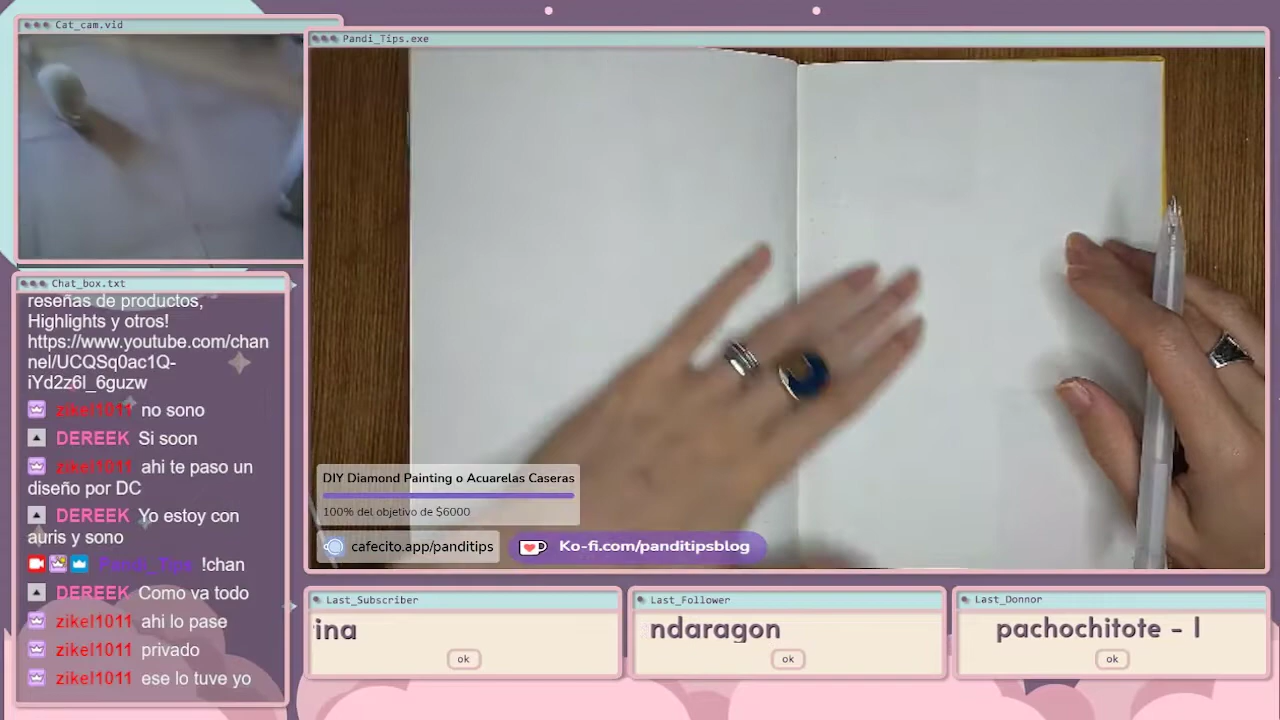 Cat_cam.vid
Pandi_Tips.exe
Chat_box.txt
reseñas de productos,
Highlights y otros!
https://www.youtube.com/chan
nel/UCQSq0ac1Q-
iYd2z6l_6guzw
zikel1011 no sono
DEREEK Si soon
zikel1011 ahi te paso un
diseño por DC
DEREEK Yo estoy con
auris y sono
Pandi_Tips !chan
DEREEK Como va todo
zikel1011 ahi lo pase
zikel1011 privado
zikel1011 ese lo tuve yo
DIY Diamond Painting o Acuarelas Caseras
100% del objetivo de $6000
cafecito.app/panditips
Ko-fi.com/panditipsblog
Last_Subscriber
ina
ok
Last_Follower
ndaragon
ok
Last_Donnor
pachochitote - l
ok